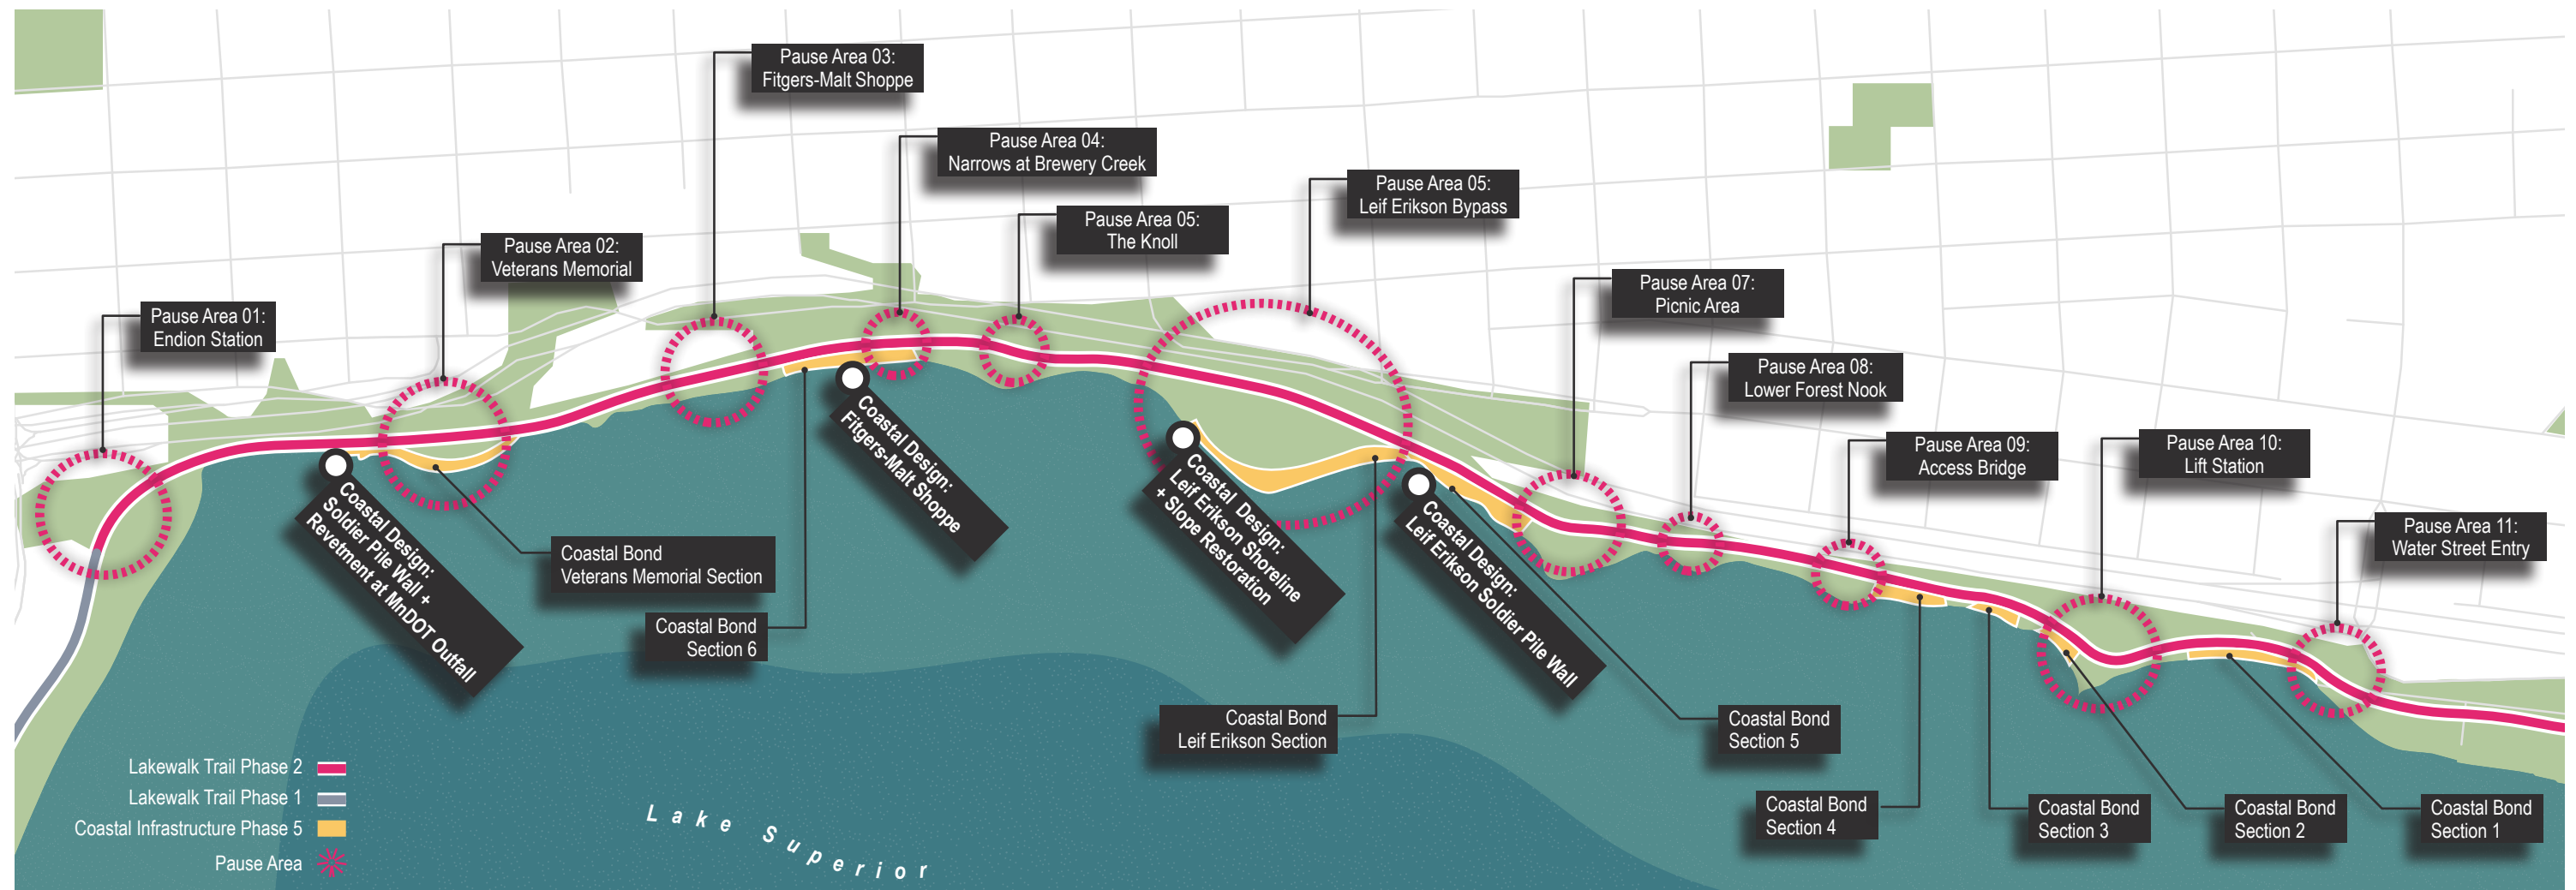 Pause Area 03:
Fitgers-Malt Shoppe
Pause Area 04:
Narrows at Brewery Creek
Pause Area 05:
Leif Erikson Bypass
Pause Area 05:
The Knoll
Pause Area 02:
Veterans Memorial
Pause Area 07:
Picnic Area
Pause Area 01:
Endion Station
Pause Area 08:
Lower Forest Nook
Pause Area 09:
Access Bridge
Pause Area 10:
Lift Station
Pause Area 11:
Water Street Entry
Coastal Design:
Soldier Pile Wall +
Revetment at MnDOT Outfall
Coastal Design:
Fitgers-Malt Shoppe
Coastal Design:
Leif Erikson Shoreline
+ Slope Restoration
Coastal Design:
Leif Erikson Soldier Pile Wall
Coastal Bond
Veterans Memorial Section
Coastal Bond
Section 6
Coastal Bond
Leif Erikson Section
Coastal Bond
Section 5
Coastal Bond
Section 4
Coastal Bond
Section 3
Coastal Bond
Section 2
Coastal Bond
Section 1
Lake Superior
Lakewalk Trail Phase 2
Lakewalk Trail Phase 1
Coastal Infrastructure Phase 5
Pause Area